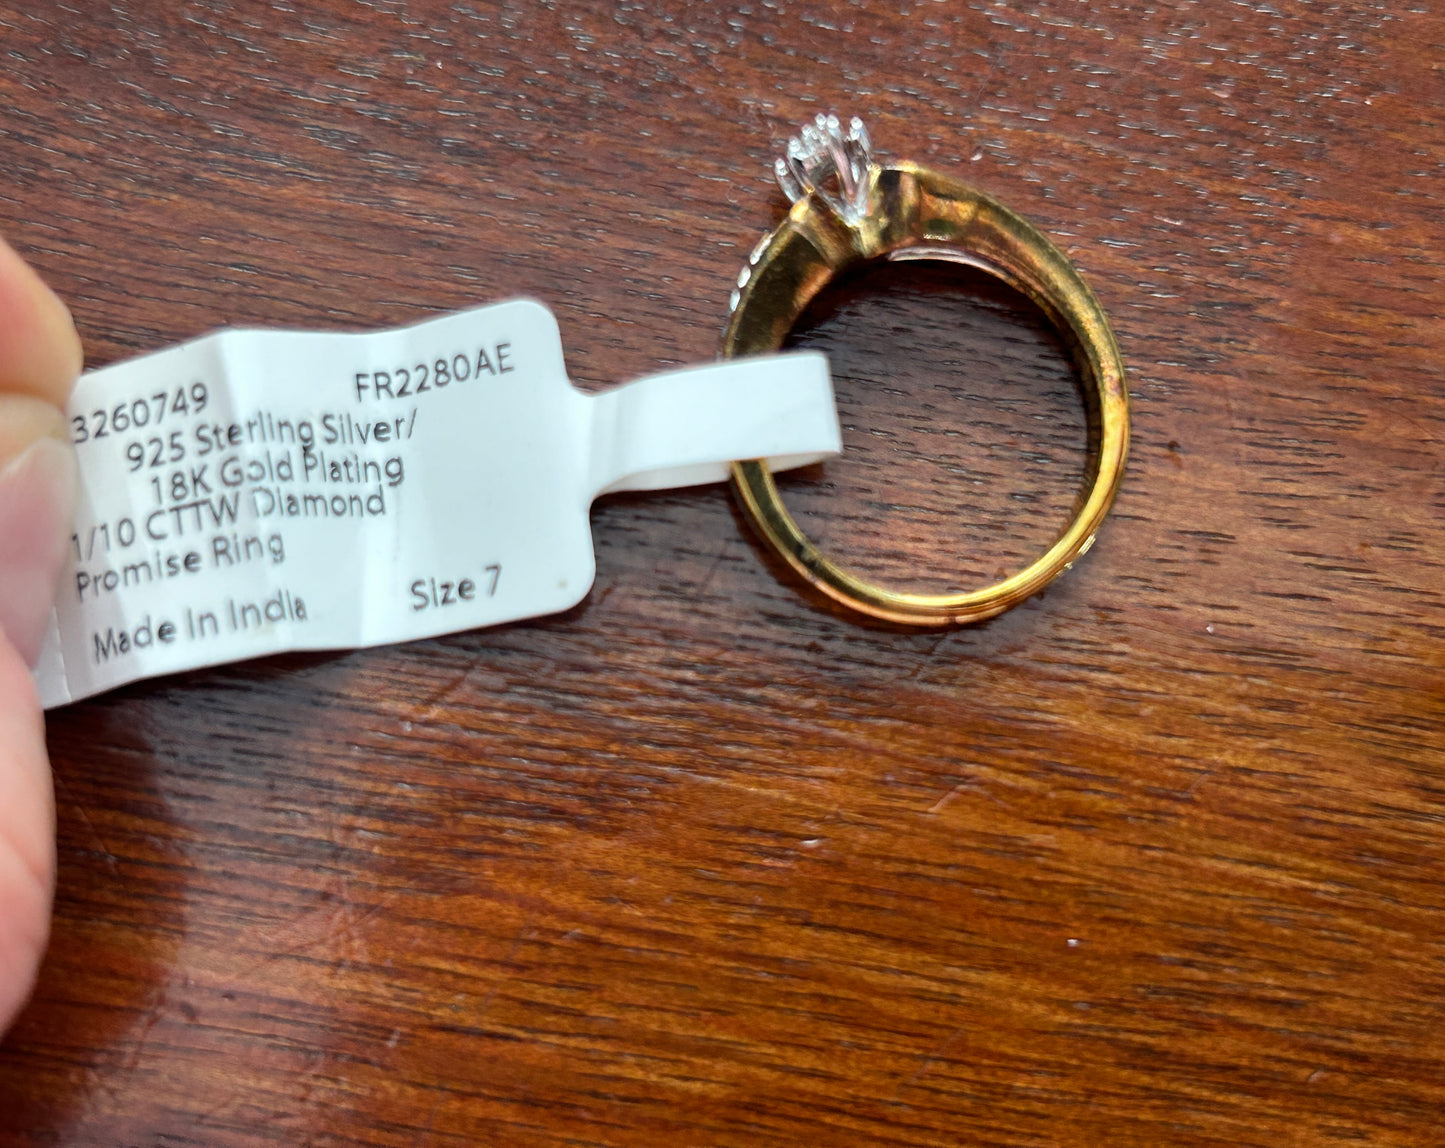 3260749 FR2280AE
925 Sterling Silver/
18K Gold Plating
1/10 CTTW Diamond
Promise Ring
Made In India Size 7